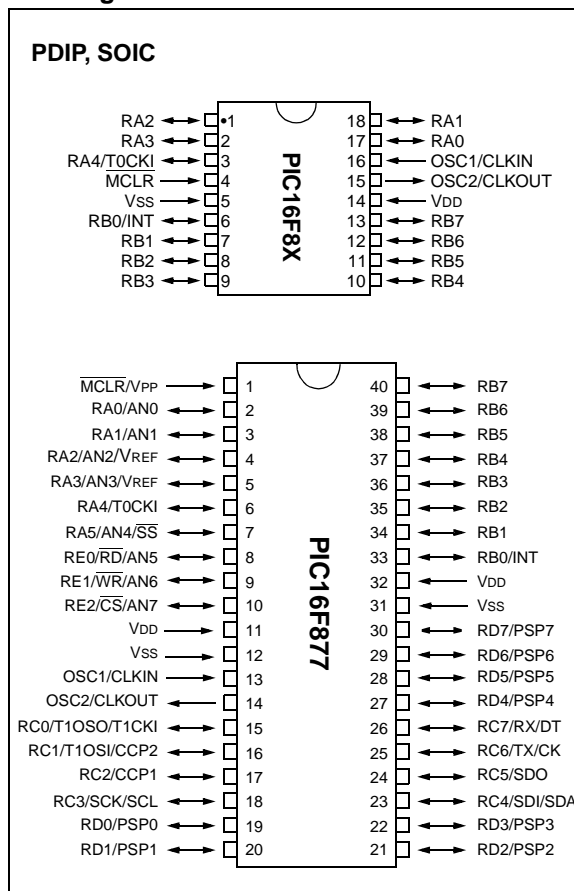 PDIP, SOIC
RA2 •1 18 RA1
RA3 2 17 RA0
RA4/T0CKI 3 16 OSC1/CLKIN
MCLR 4 15 OSC2/CLKOUT
VSS 5 14 VDD
RB0/INT 6 13 RB7
RB1 7 12 RB6
RB2 8 11 RB5
RB3 9 10 RB4
PIC16F8X
MCLR/VPP 1 40 RB7
RA0/AN0 2 39 RB6
RA1/AN1 3 38 RB5
RA2/AN2/VREF 4 37 RB4
RA3/AN3/VREF 5 36 RB3
RA4/T0CKI 6 35 RB2
RA5/AN4/SS 7 34 RB1
RE0/RD/AN5 8 33 RB0/INT
RE1/WR/AN6 9 32 VDD
RE2/CS/AN7 10 31 VSS
VDD 11 30 RD7/PSP7
VSS 12 29 RD6/PSP6
OSC1/CLKIN 13 28 RD5/PSP5
OSC2/CLKOUT 14 27 RD4/PSP4
RC0/T1OSO/T1CKI 15 26 RC7/RX/DT
RC1/T1OSI/CCP2 16 25 RC6/TX/CK
RC2/CCP1 17 24 RC5/SDO
RC3/SCK/SCL 18 23 RC4/SDI/SDA
RD0/PSP0 19 22 RD3/PSP3
RD1/PSP1 20 21 RD2/PSP2
PIC16F877